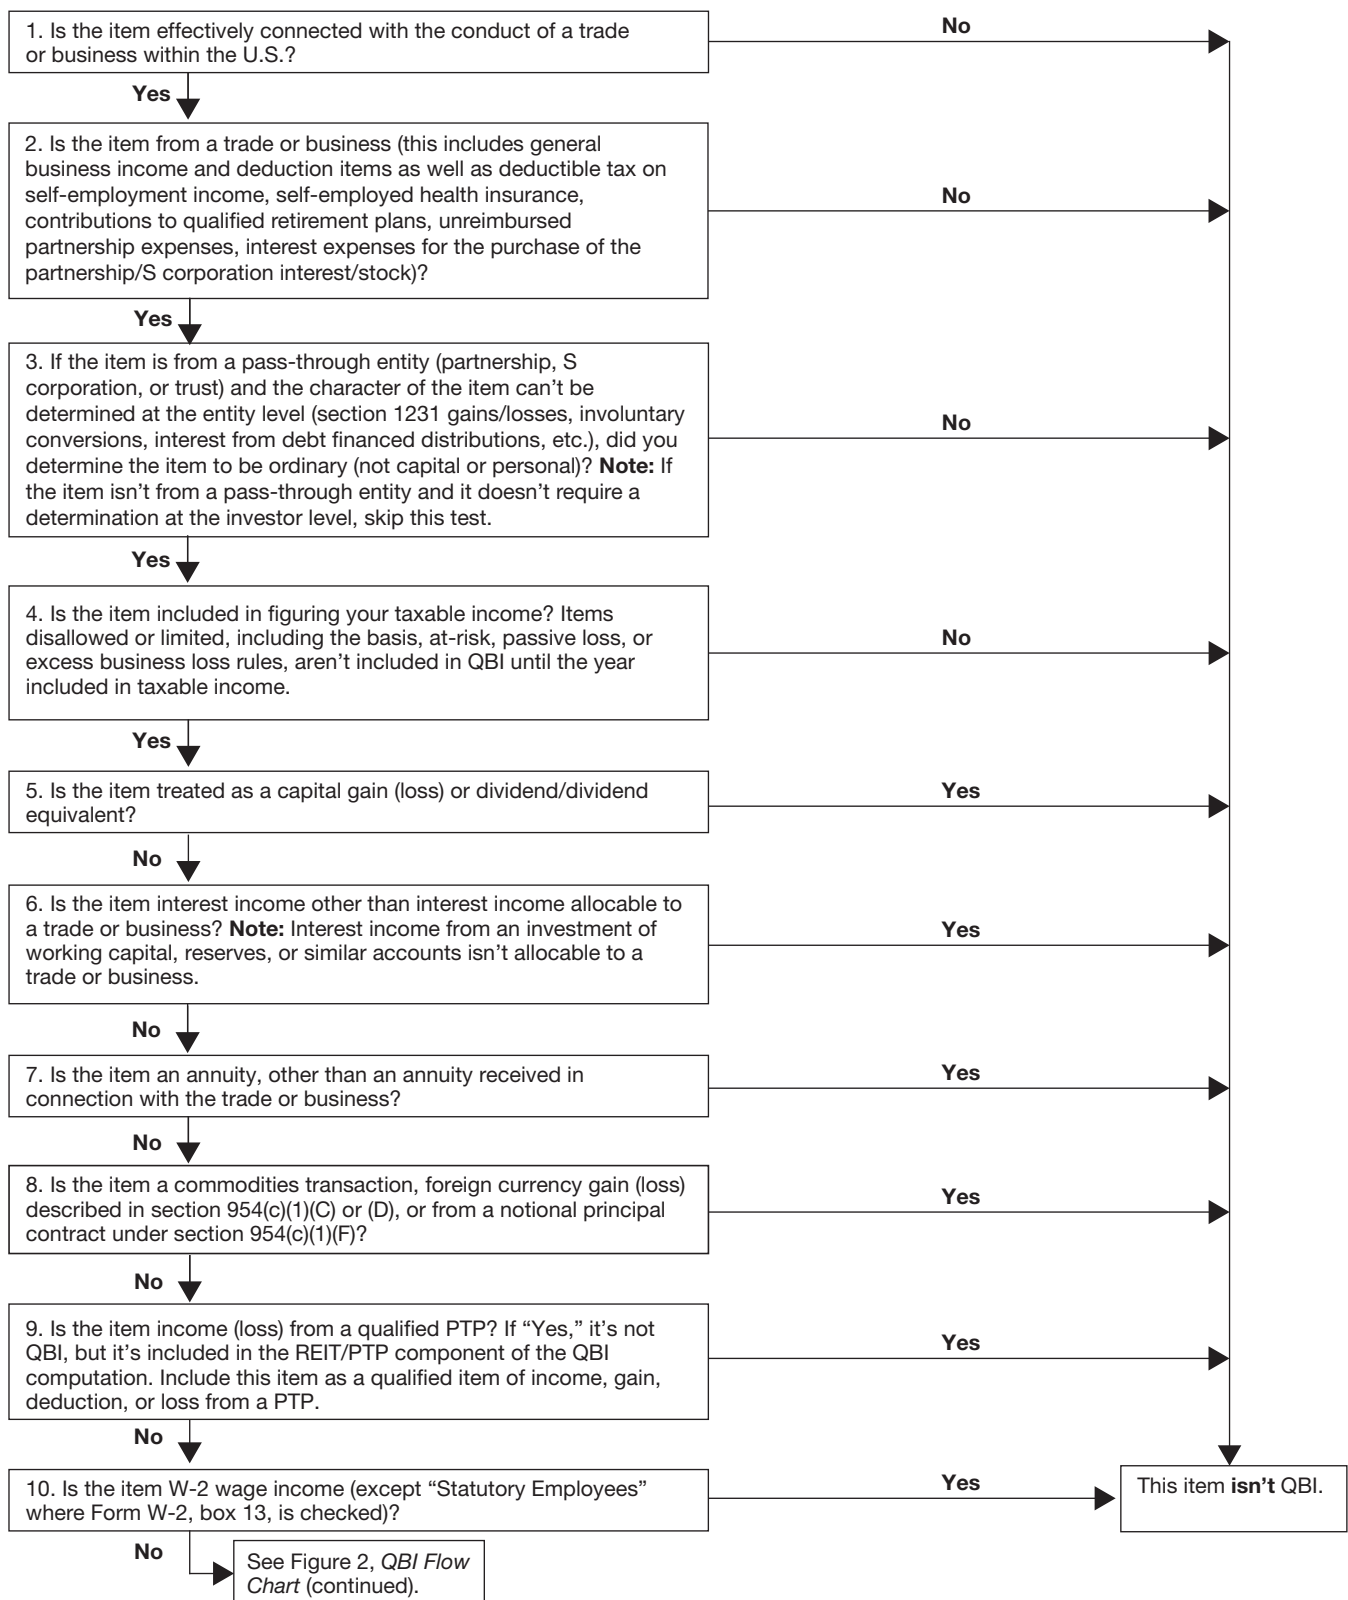 1. Is the item effectively connected with the conduct of a trade
or business within the U.S.?
No
Yes
2. Is the item from a trade or business (this includes general
business income and deduction items as well as deductible tax on
self-employment income, self-employed health insurance,
contributions to qualified retirement plans, unreimbursed
partnership expenses, interest expenses for the purchase of the
partnership/S corporation interest/stock)?
No
Yes
3. If the item is from a pass-through entity (partnership, S
corporation, or trust) and the character of the item can’t be
determined at the entity level (section 1231 gains/losses, involuntary
conversions, interest from debt financed distributions, etc.), did you
determine the item to be ordinary (not capital or personal)? Note: If
the item isn’t from a pass-through entity and it doesn’t require a
determination at the investor level, skip this test.
No
Yes
4. Is the item included in figuring your taxable income? Items
disallowed or limited, including the basis, at-risk, passive loss, or
excess business loss rules, aren’t included in QBI until the year
included in taxable income.
No
Yes
5. Is the item treated as a capital gain (loss) or dividend/dividend
equivalent?
Yes
No
6. Is the item interest income other than interest income allocable to
a trade or business? Note: Interest income from an investment of
working capital, reserves, or similar accounts isn’t allocable to a
trade or business.
Yes
No
7. Is the item an annuity, other than an annuity received in
connection with the trade or business?
Yes
No
8. Is the item a commodities transaction, foreign currency gain (loss)
described in section 954(c)(1)(C) or (D), or from a notional principal
contract under section 954(c)(1)(F)?
Yes
No
9. Is the item income (loss) from a qualified PTP? If “Yes,” it’s not
QBI, but it’s included in the REIT/PTP component of the QBI
computation. Include this item as a qualified item of income, gain,
deduction, or loss from a PTP.
Yes
No
10. Is the item W-2 wage income (except “Statutory Employees”
where Form W-2, box 13, is checked)?
Yes
This item isn’t QBI.
No
See Figure 2, QBI Flow
Chart (continued).